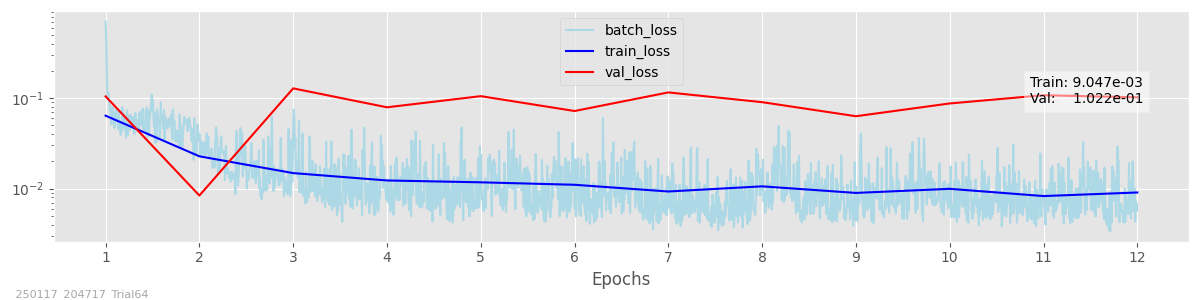 batch_loss
train_loss
val_loss
Train: 9.047e-03
Val: 1.022e-01
10⁻¹
10⁻²
1 2 3 4 5 6 7 8 9 10 11 12
Epochs
250117_204717_Trial64